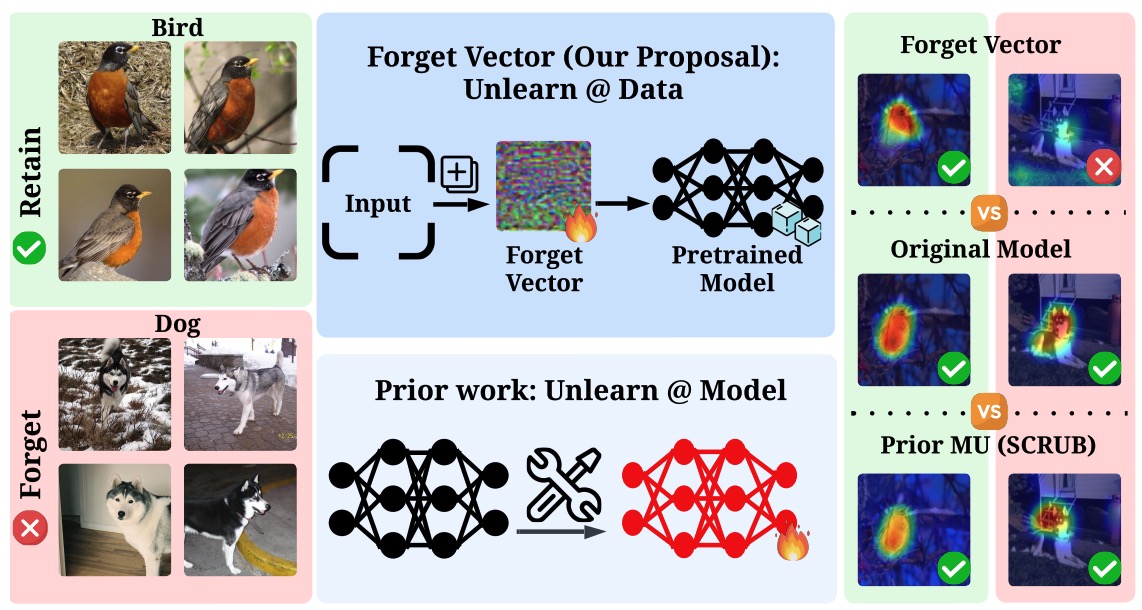 Bird
Retain
Dog
Forget
Forget Vector (Our Proposal):
Unlearn @ Data
Input
Forget
Vector
Pretrained
Model
Prior work: Unlearn @ Model
Forget Vector
VS
Original Model
VS
Prior MU (SCRUB)